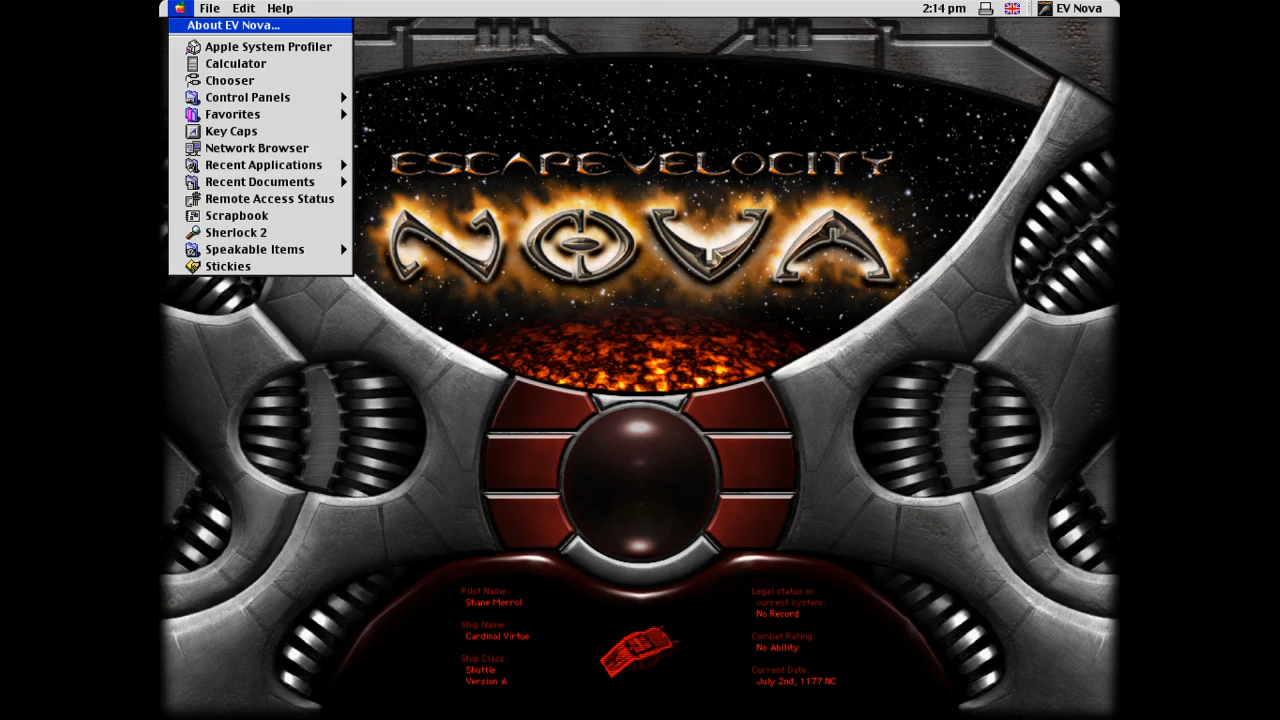 File Edit Help 2:14 pm EV Nova
About EV Nova...
Apple System Profiler
Calculator
Chooser
Control Panels
Favorites
Key Caps
Network Browser
Recent Applications
Recent Documents
Remote Access Status
Scrapbook
Sherlock 2
Speakable Items
Stickies
ESCAPE VELOCITY
NOVA
Pilot Name:
Shane Merrol
Ship Name:
Cardinal Virtue
Ship Class:
Shuttle
Version A
Legal status in
current system:
No Record
Combat Rating:
No Ability
Current Date:
July 2nd, 1177 NC